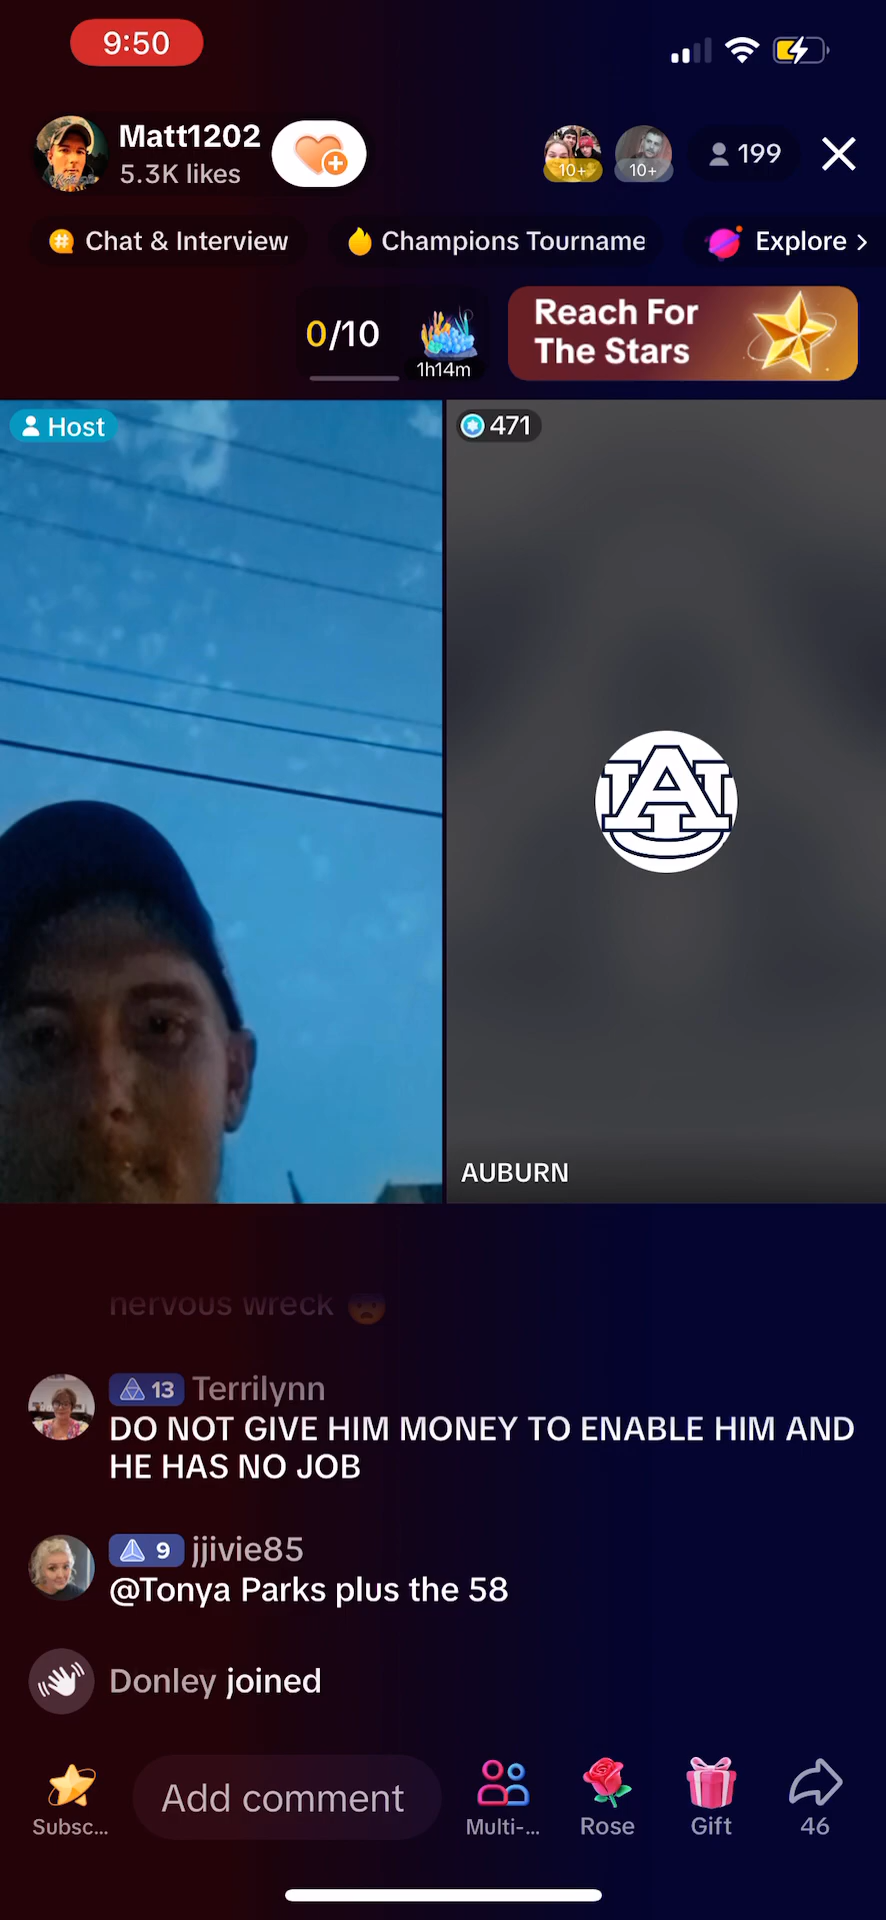 9:50
Matt1202
5.3K likes
10+
10+
199
Chat & Interview
Champions Tourname
Explore >
0/10
1h14m
Reach For
The Stars
Host
471
AU
AUBURN
nervous wreck
13 Terrilynn
DO NOT GIVE HIM MONEY TO ENABLE HIM AND
HE HAS NO JOB
9 jjivie85
@Tonya Parks plus the 58
Donley joined
Add comment
Subsc...
Multi-...
Rose
Gift
46